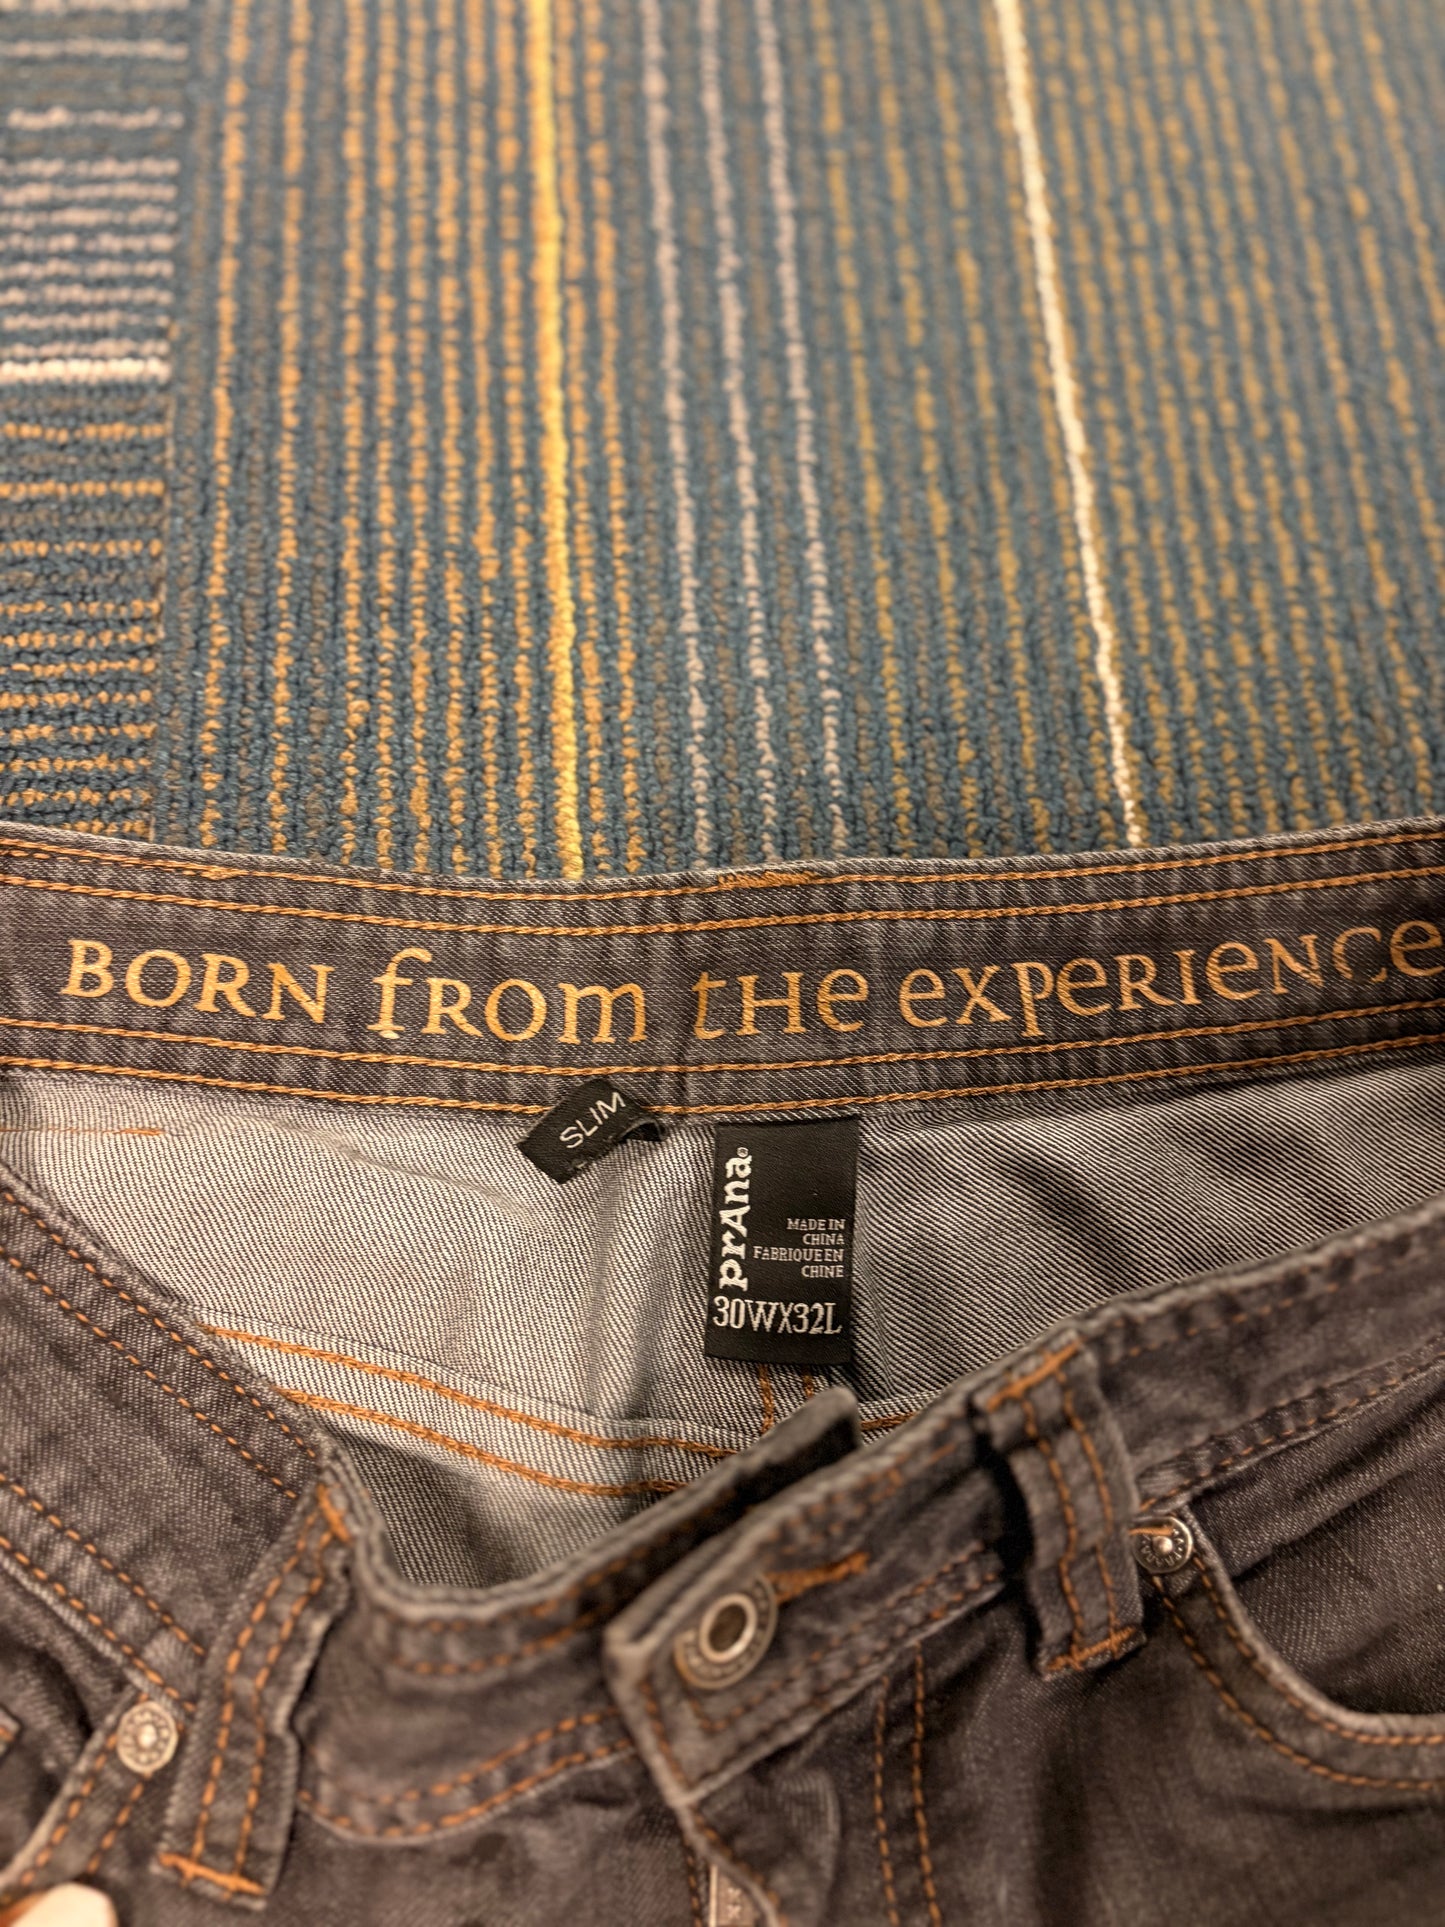 BORN from THE EXPERIENCE
SLIM
prAna®
MADE IN
CHINA
FABRIQUE EN
CHINE
30WX32L